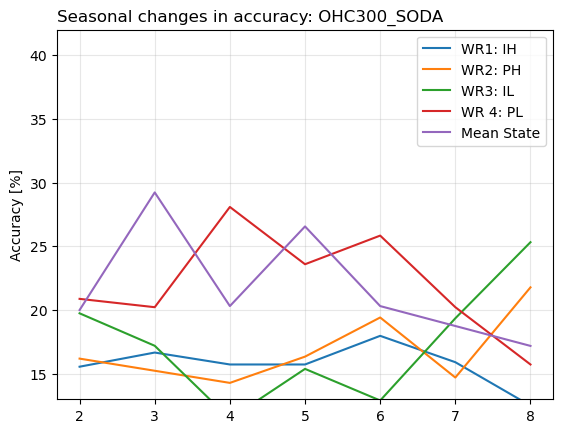 Seasonal changes in accuracy: OHC300_SODA
WR1: IH
WR2: PH
WR3: IL
WR 4: PL
Mean State
Accuracy [%]
40
35
30
25
20
15
2 3 4 5 6 7 8